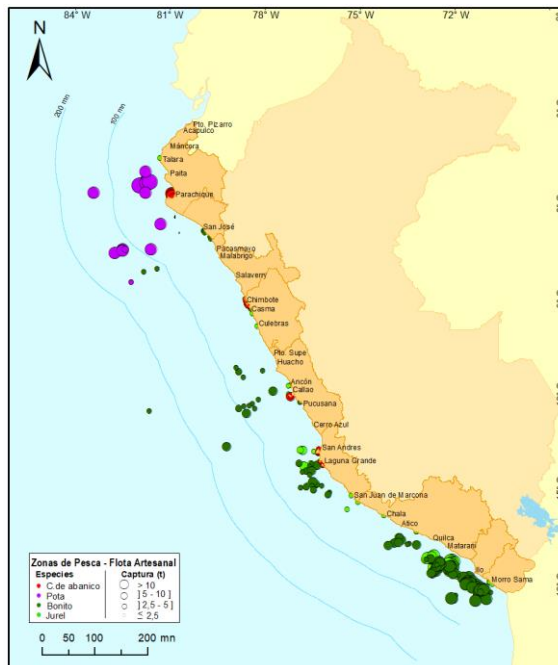 84° W
81° W
78° W
75° W
72° W
N
200 mn
100 mn
Pto. Pizarro
Acapulco
Máncora
Talara
Paita
Parachique
San José
Pacasmayo
Malabrigo
Salaverry
Chimbote
Casma
Culebras
Pto. Supe
Huacho
Ancón
Callao
Pucusana
Cerro Azul
San Andres
Laguna Grande
San Juan de Marcona
Chala
Atico
Quilca
Matarani
Ilo
Morro Sama
Zonas de Pesca - Flota Artesanal
Especies Captura (t)
C.de abanico > 10
Pota ] 5 - 10 ]
Bonito ] 2,5 - 5 ]
Jurel ≤ 2,5
0 50 100 200 mn